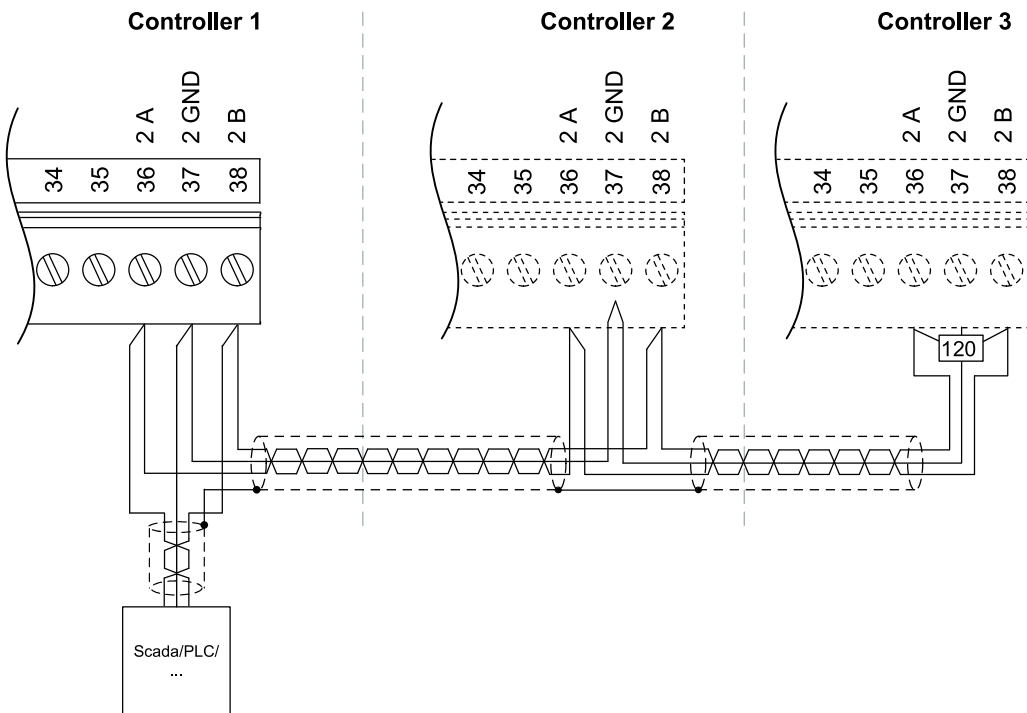 Controller 1
Controller 2
Controller 3
2 A
2 GND
2 B
2 A
2 GND
2 B
2 A
2 GND
2 B
34
35
36
37
38
34
35
36
37
38
34
35
36
37
38
120
Scada/PLC/
...